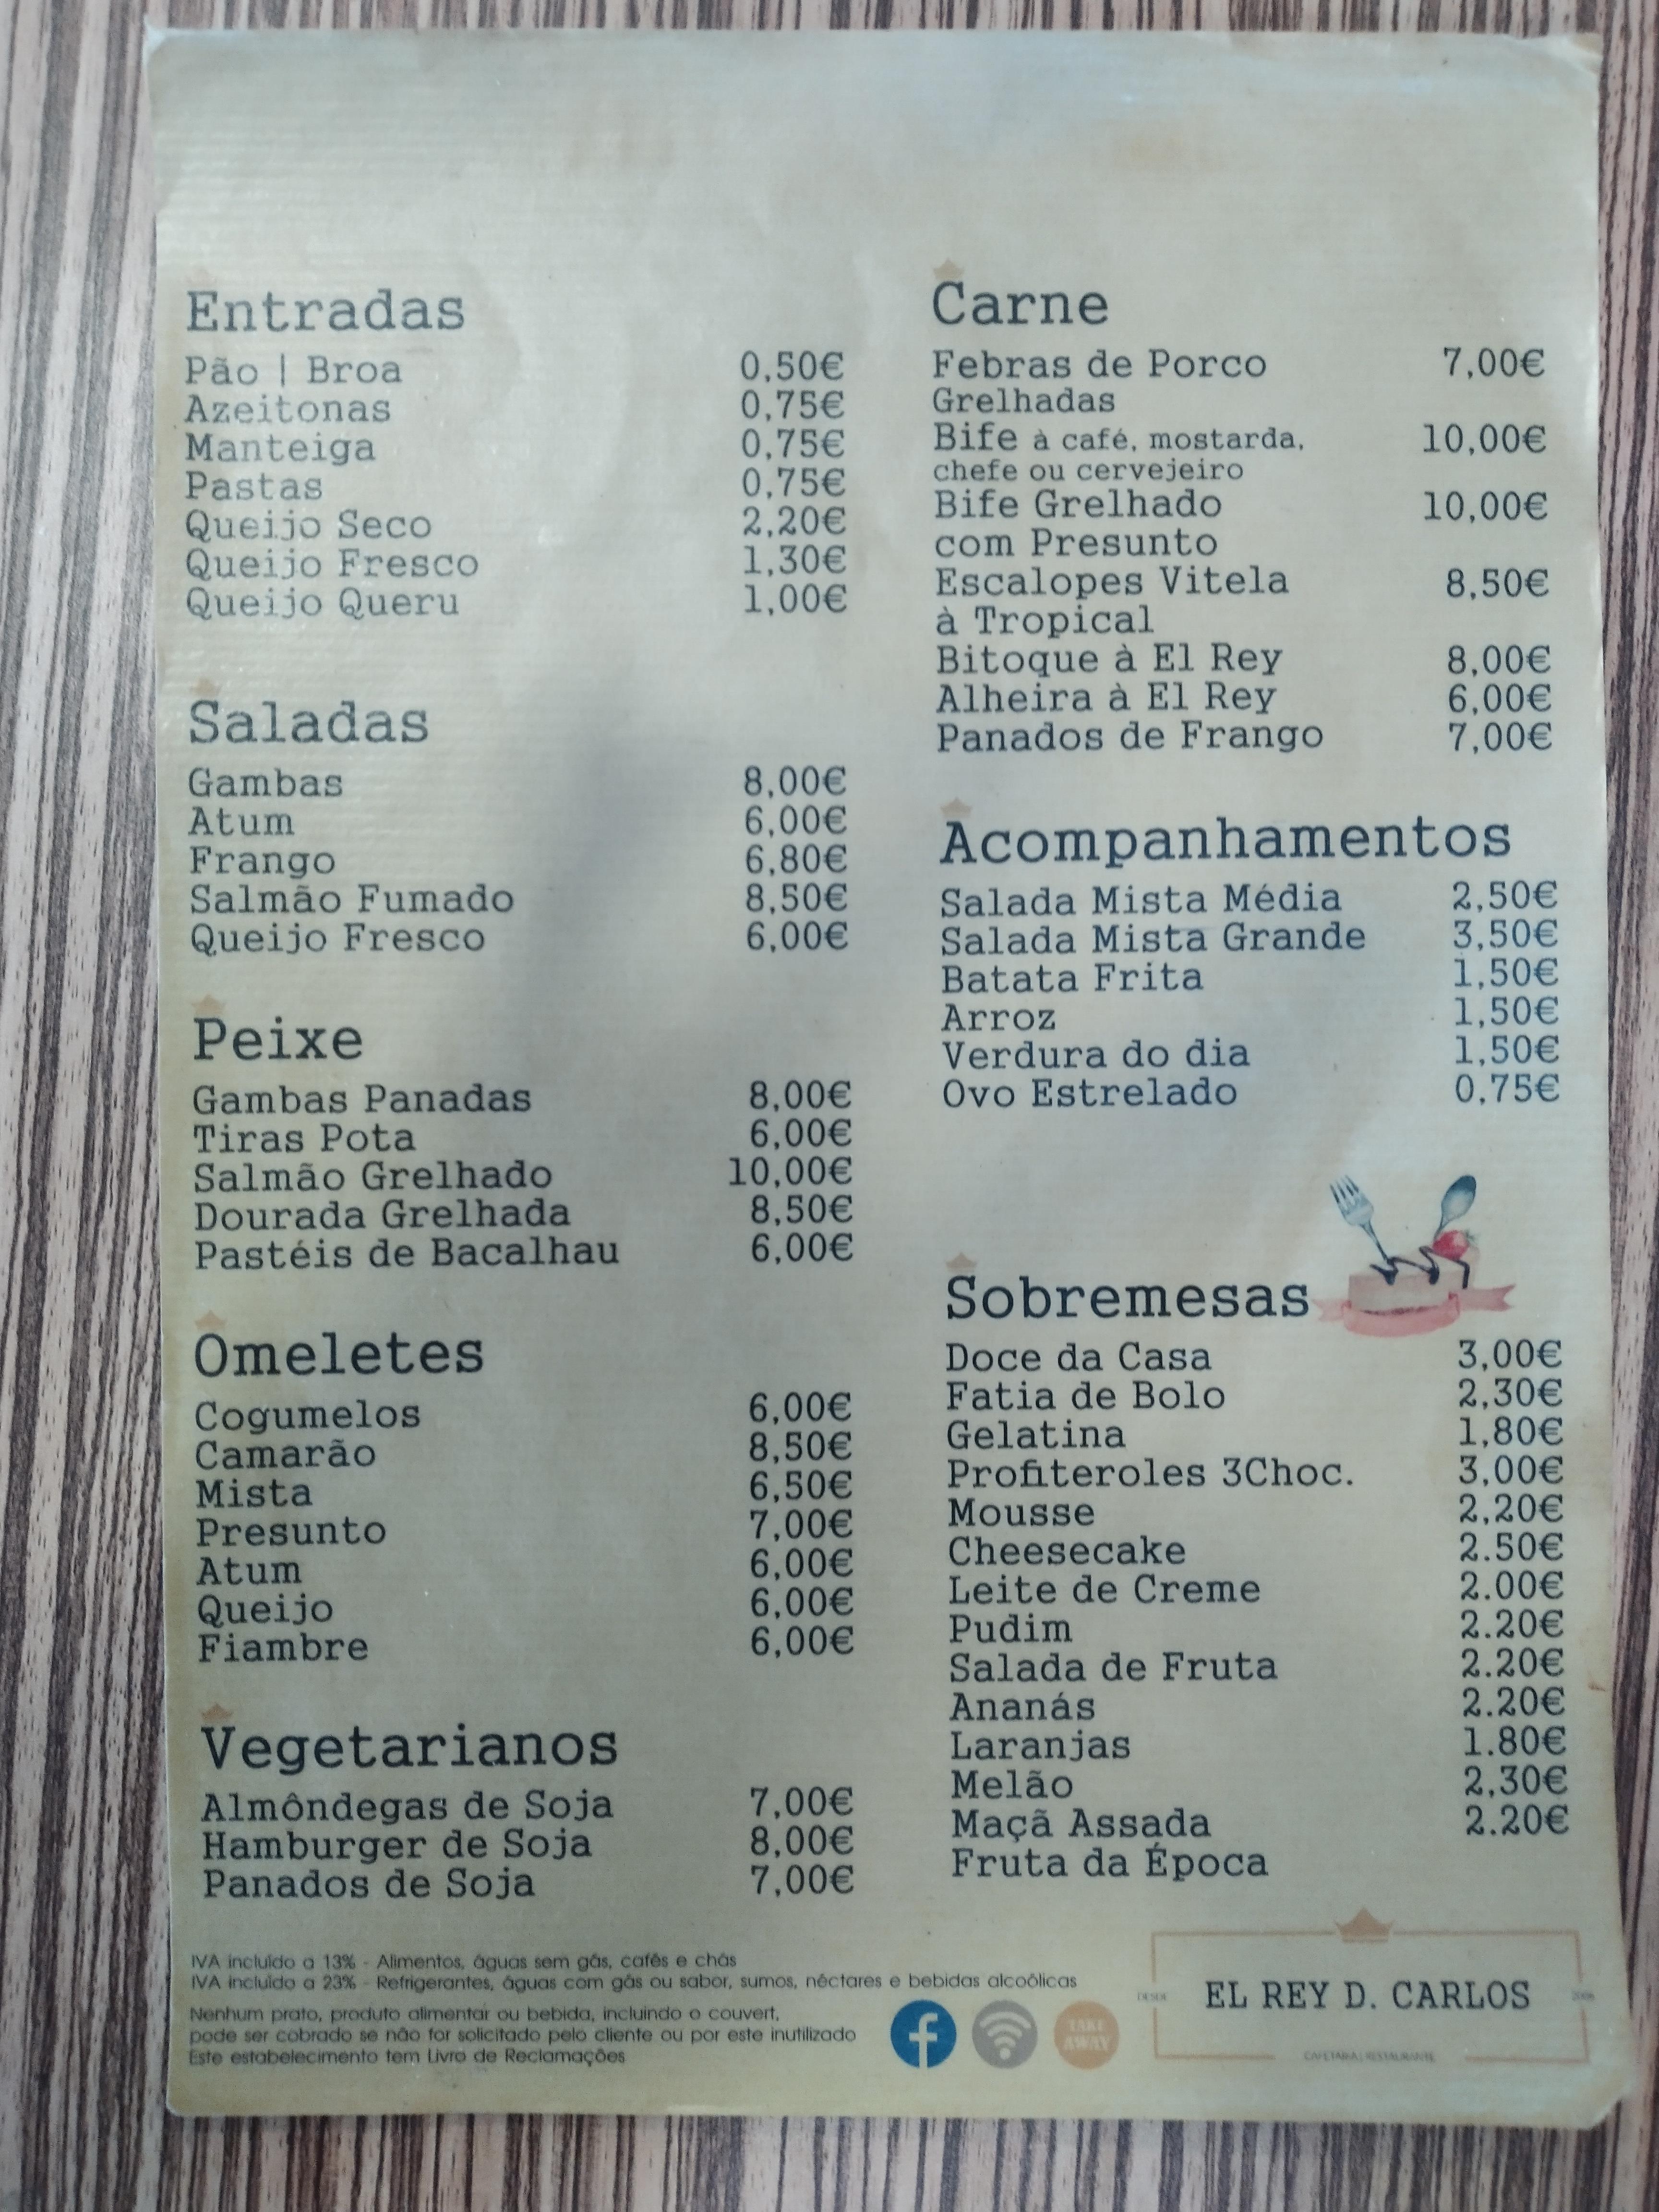 Entradas
Pão | Broa 0,50€
Azeitonas 0,75€
Manteiga 0,75€
Pastas 0,75€
Queijo Seco 2,20€
Queijo Fresco 1,30€
Queijo Queru 1,00€
Saladas
Gambas 8,00€
Atum 6,00€
Frango 6,80€
Salmão Fumado 8,50€
Queijo Fresco 6,00€
Peixe
Gambas Panadas 8,00€
Tiras Pota 6,00€
Salmão Grelhado 10,00€
Dourada Grelhada 8,50€
Pastéis de Bacalhau 6,00€
Omeletes
Cogumelos 6,00€
Camarão 8,50€
Mista 6,50€
Presunto 7,00€
Atum 6,00€
Queijo 6,00€
Fiambre 6,00€
Vegetarianos
Almôndegas de Soja 7,00€
Hamburger de Soja 8,00€
Panados de Soja 7,00€
Carne
Febras de Porco 7,00€
Grelhadas
Bife à café, mostarda, 10,00€
chefe ou cervejeiro
Bife Grelhado 10,00€
com Presunto
Escalopes Vitela 8,50€
à Tropical
Bitoque à El Rey 8,00€
Alheira à El Rey 6,00€
Panados de Frango 7,00€
Acompanhamentos
Salada Mista Média 2,50€
Salada Mista Grande 3,50€
Batata Frita 1,50€
Arroz 1,50€
Verdura do dia 1,50€
Ovo Estrelado 0,75€
Sobremesas
Doce da Casa 3,00€
Fatia de Bolo 2,30€
Gelatina 1,80€
Profiteroles 3Choc. 3,00€
Mousse 2,20€
Cheesecake 2.50€
Leite de Creme 2.00€
Pudim 2.20€
Salada de Fruta 2.20€
Ananás 2.20€
Laranjas 1.80€
Melão 2,30€
Maçã Assada 2.20€
Fruta da Época
IVA incluído a 13% - Alimentos, águas sem gás, cafés e chás
IVA incluído a 23% - Refrigerantes, águas com gás ou sabor, sumos, néctares e bebidas alcoólicas
Nenhum prato, produto alimentar ou bebida, incluindo o couvert,
pode ser cobrado se não for solicitado pelo cliente ou por este inutilizado
Este estabelecimento tem Livro de Reclamações
f
TAKE
AWAY
DESDE
EL REY D. CARLOS
CAFETARIA | RESTAURANTE